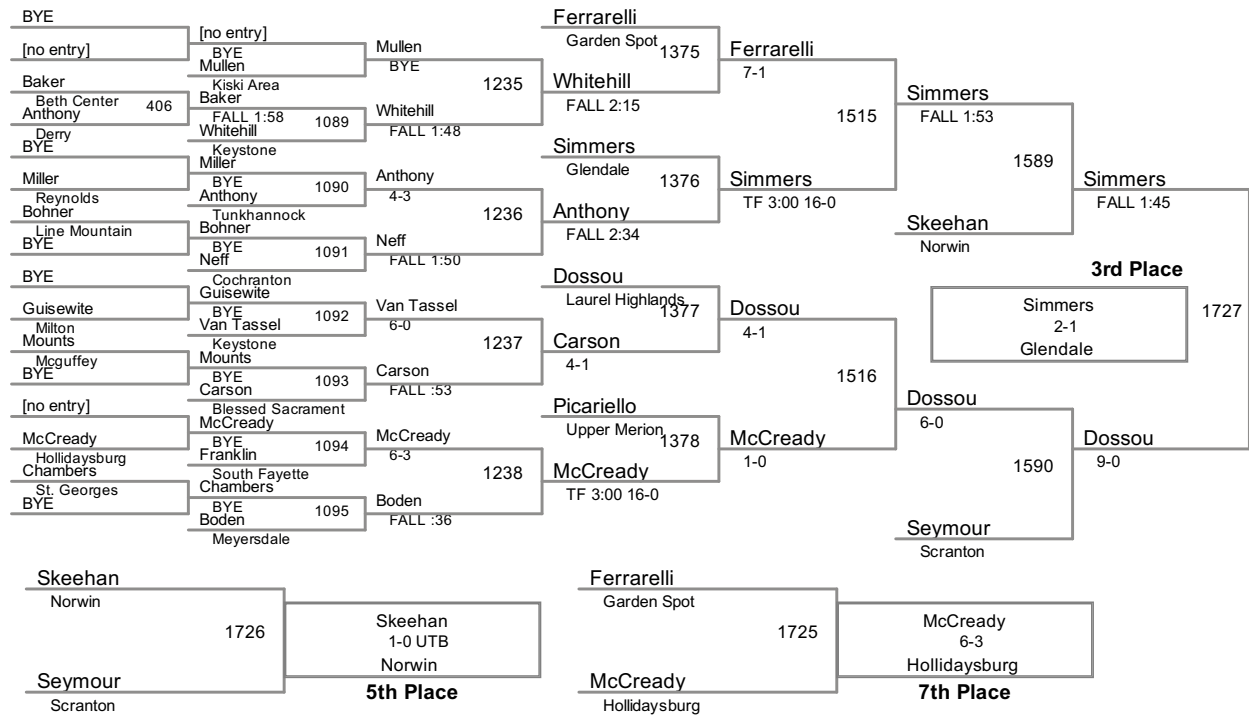 BYE
[no entry]
Baker
Beth Center
406
Anthony
Derry
BYE
Miller
Reynolds
Bohner
Line Mountain
BYE
BYE
Guisewite
Milton
Mounts
Mcguffey
BYE
[no entry]
McCready
Hollidaysburg
Chambers
St. Georges
BYE
[no entry]
BYE
Mullen
Kiski Area
Baker
FALL 1:58
1089
Whitehill
Keystone
Miller
BYE
1090
Anthony
Tunkhannock
Bohner
BYE
1091
Neff
Cochranton
Guisewite
BYE
1092
Van Tassel
Keystone
Mounts
BYE
1093
Carson
Blessed Sacrament
McCready
BYE
1094
Franklin
South Fayette
Chambers
BYE
1095
Boden
Meyersdale
Mullen
BYE
1235
Whitehill
FALL 1:48
Anthony
4-3
1236
Neff
FALL 1:50
Van Tassel
6-0
1237
Carson
FALL :53
McCready
6-3
1238
Boden
FALL :36
Ferrarelli
Garden Spot
1375
Whitehill
FALL 2:15
Simmers
Glendale
1376
Anthony
FALL 2:34
Dossou
Laurel Highlands
1377
Carson
4-1
Picariello
Upper Merion
1378
McCready
TF 3:00 16-0
Ferrarelli
7-1
1515
Simmers
TF 3:00 16-0
Dossou
4-1
1516
McCready
1-0
Simmers
FALL 1:53
1589
Skeehan
Norwin
Dossou
6-0
1590
Seymour
Scranton
Simmers
FALL 1:45
1727
Dossou
9-0
3rd Place
Simmers
2-1
Glendale
Skeehan
Norwin
1726
Seymour
Scranton
Skeehan
1-0 UTB
Norwin
5th Place
Ferrarelli
Garden Spot
1725
McCready
Hollidaysburg
McCready
6-3
Hollidaysburg
7th Place